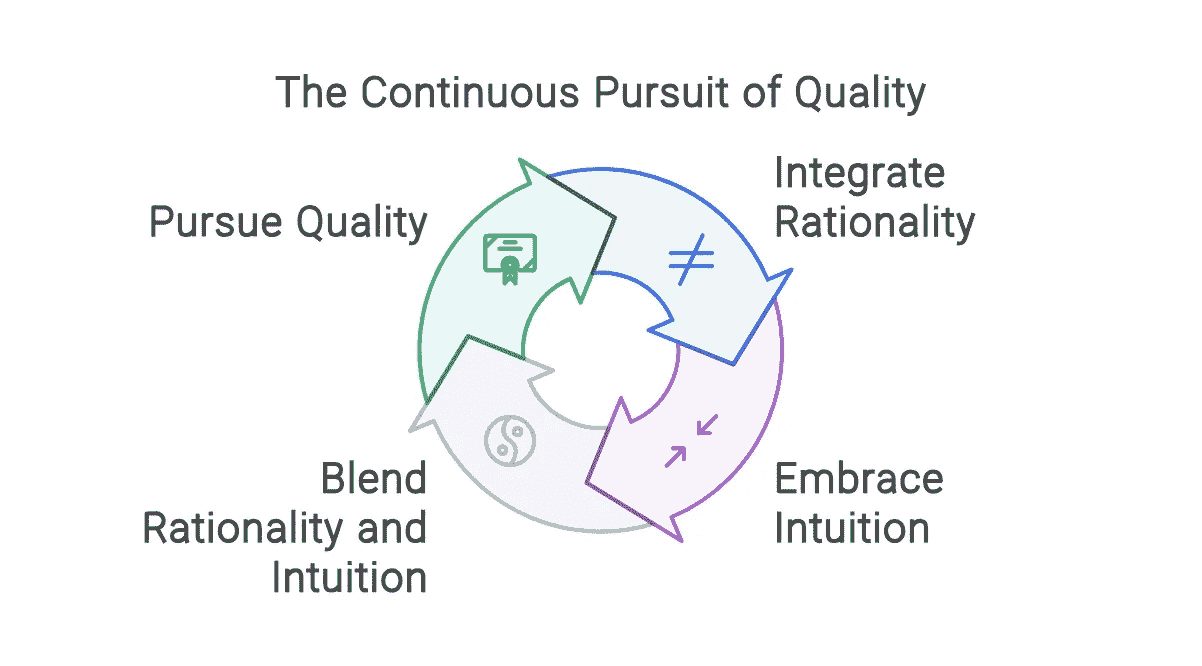 The Continuous Pursuit of Quality
Integrate
Rationality
Pursue Quality
Embrace
Intuition
Blend
Rationality and
Intuition